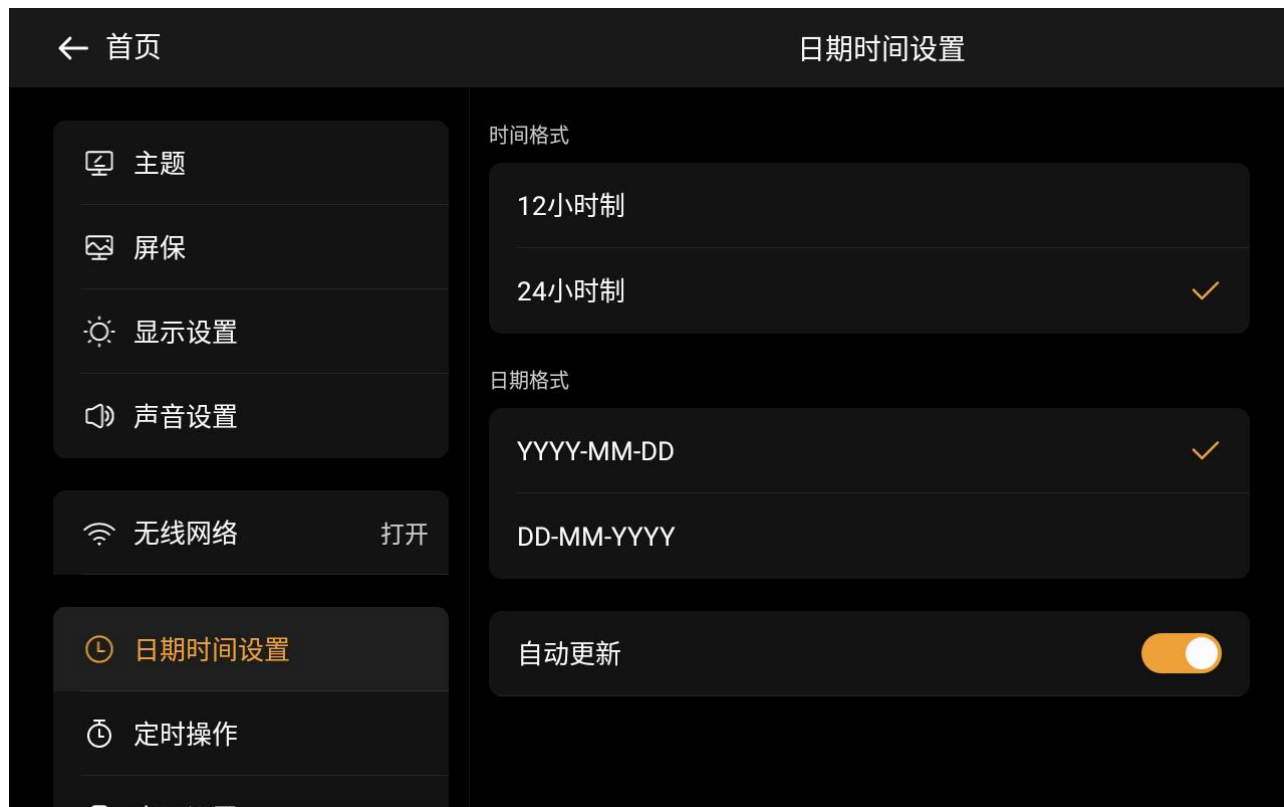 首页
日期时间设置
主题
屏保
显示设置
声音设置
无线网络 打开
日期时间设置
定时操作
时间格式
12小时制
24小时制
日期格式
YYYY-MM-DD
DD-MM-YYYY
自动更新